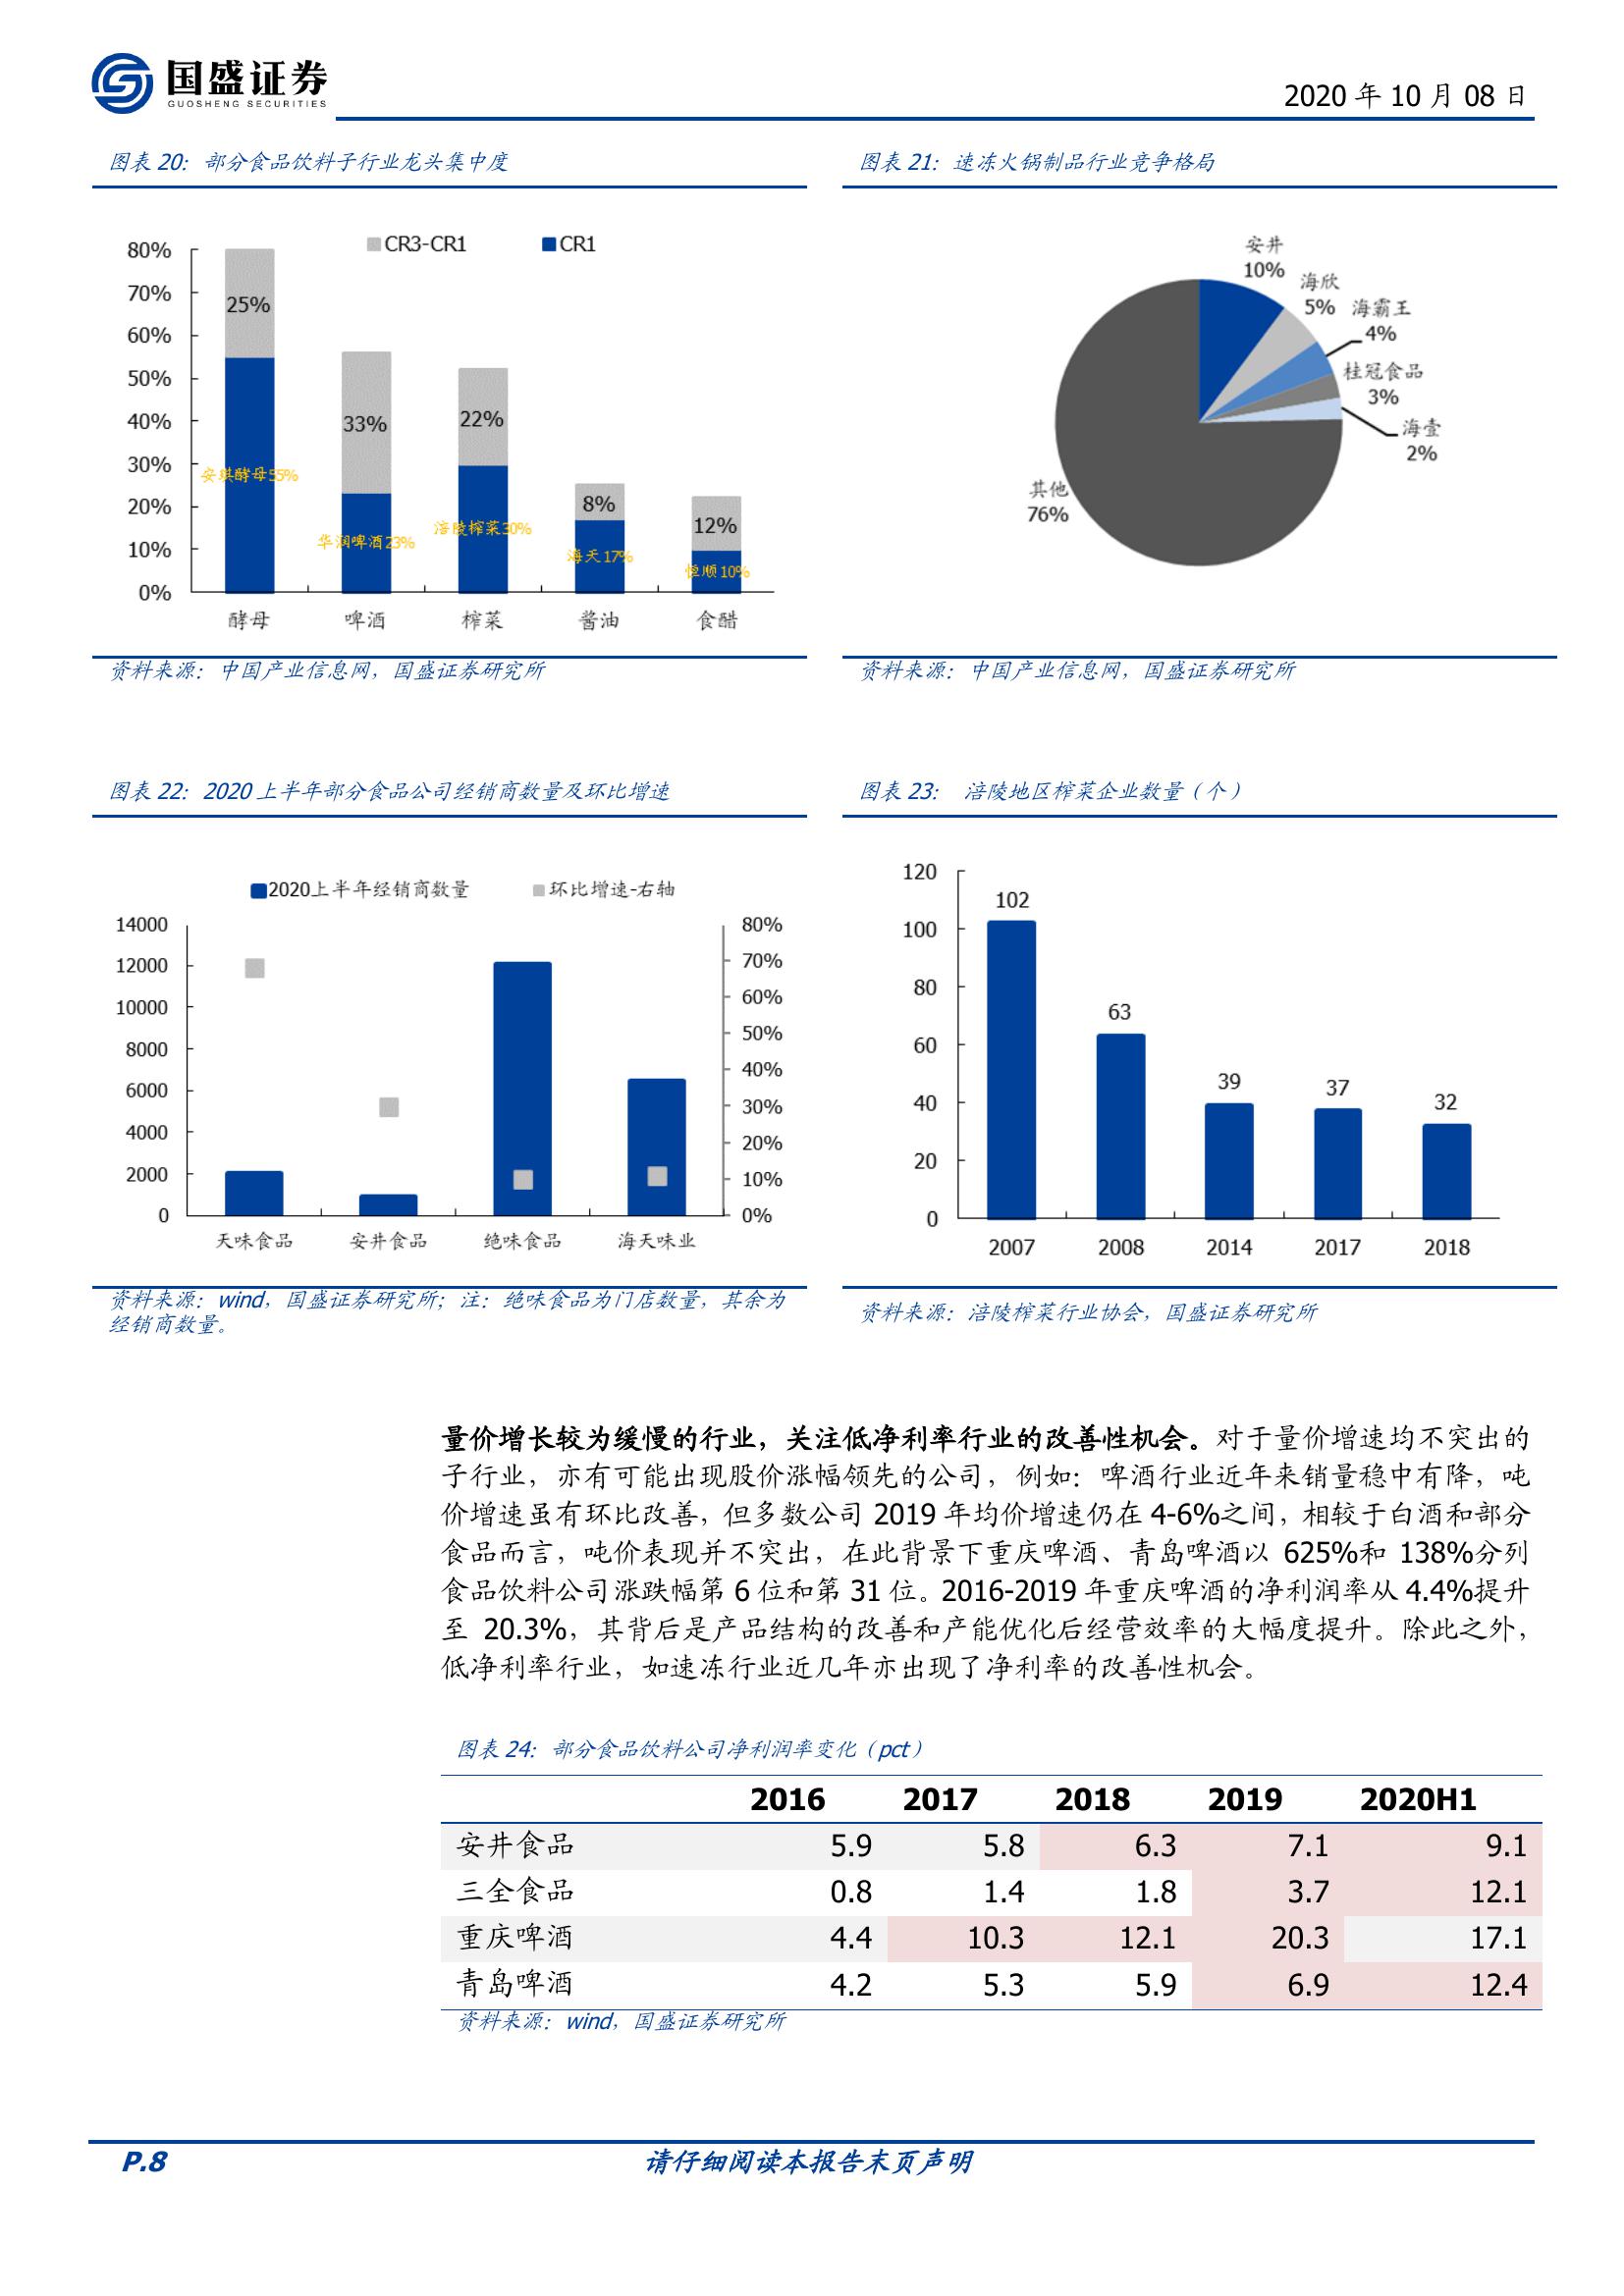 国盛证券
GUOSHENG SECURITIES
2020 年 10 月 08 日
图表 20：部分食品饮料子行业龙头集中度
CR3-CR1 CR1
80%
70%
60%
50%
40%
30%
20%
10%
0%
25%
33%
22%
8%
12%
安琪酵母55%
华润啤酒23%
涪陵榨菜30%
海天17%
恒顺10%
酵母 啤酒 榨菜 酱油 食醋
资料来源：中国产业信息网，国盛证券研究所
图表 21：速冻火锅制品行业竞争格局
安井
10%
海欣
5%
海霸王
4%
桂冠食品
3%
海壹
2%
其他
76%
资料来源：中国产业信息网，国盛证券研究所
图表 22：2020 上半年部分食品公司经销商数量及环比增速
2020上半年经销商数量 环比增速-右轴
14000
12000
10000
8000
6000
4000
2000
0
80%
70%
60%
50%
40%
30%
20%
10%
0%
天味食品 安井食品 绝味食品 海天味业
资料来源：wind，国盛证券研究所；注：绝味食品为门店数量，其余为
经销商数量。
图表 23： 涪陵地区榨菜企业数量（个）
120
100
80
60
40
20
0
102
63
39
37
32
2007 2008 2014 2017 2018
资料来源：涪陵榨菜行业协会，国盛证券研究所
量价增长较为缓慢的行业，关注低净利率行业的改善性机会。对于量价增速均不突出的
子行业，亦有可能出现股价涨幅领先的公司，例如：啤酒行业近年来销量稳中有降，吨
价增速虽有环比改善，但多数公司 2019 年均价增速仍在 4-6%之间，相较于白酒和部分
食品而言，吨价表现并不突出，在此背景下重庆啤酒、青岛啤酒以 625%和 138%分列
食品饮料公司涨跌幅第 6 位和第 31 位。2016-2019 年重庆啤酒的净利润率从 4.4%提升
至 20.3%，其背后是产品结构的改善和产能优化后经营效率的大幅度提升。除此之外，
低净利率行业，如速冻行业近几年亦出现了净利率的改善性机会。
图表 24：部分食品饮料公司净利润率变化（pct）
2016 2017 2018 2019 2020H1
安井食品 5.9 5.8 6.3 7.1 9.1
三全食品 0.8 1.4 1.8 3.7 12.1
重庆啤酒 4.4 10.3 12.1 20.3 17.1
青岛啤酒 4.2 5.3 5.9 6.9 12.4
资料来源：wind，国盛证券研究所
P.8 请仔细阅读本报告末页声明